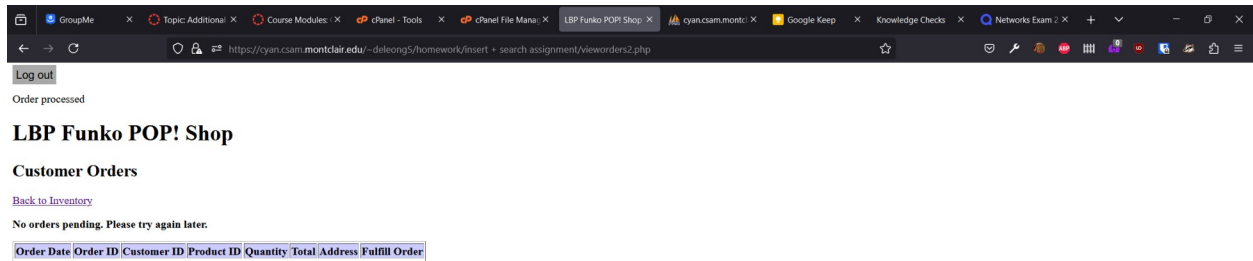 GroupMe
Topic: Additional
Course Modules:
cPanel - Tools
cPanel File Manag
LBP Funko POP! Shop
cyan.csam.montcl
Google Keep
Knowledge Checks
Networks Exam 2
https://cyan.csam.montclair.edu/~deleong5/homework/insert + search assignment/vieworders2.php
ABP
0
Log out
Order processed
LBP Funko POP! Shop
Customer Orders
Back to Inventory
No orders pending. Please try again later.
Order Date Order ID Customer ID Product ID Quantity Total Address Fulfill Order